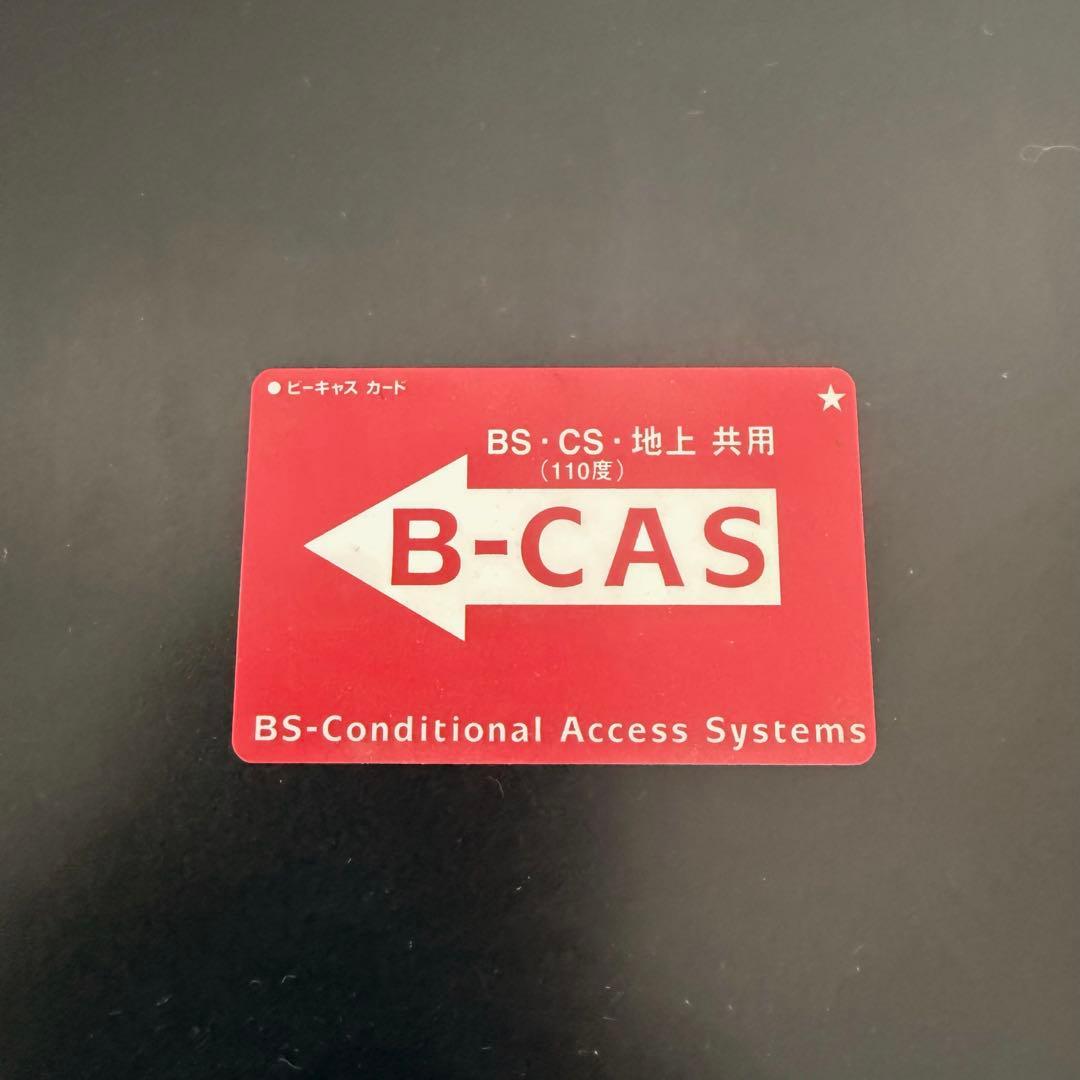 ●ビーキャス カード
★
BS・CS・地上 共用
（110度）
B-CAS
BS-Conditional Access Systems